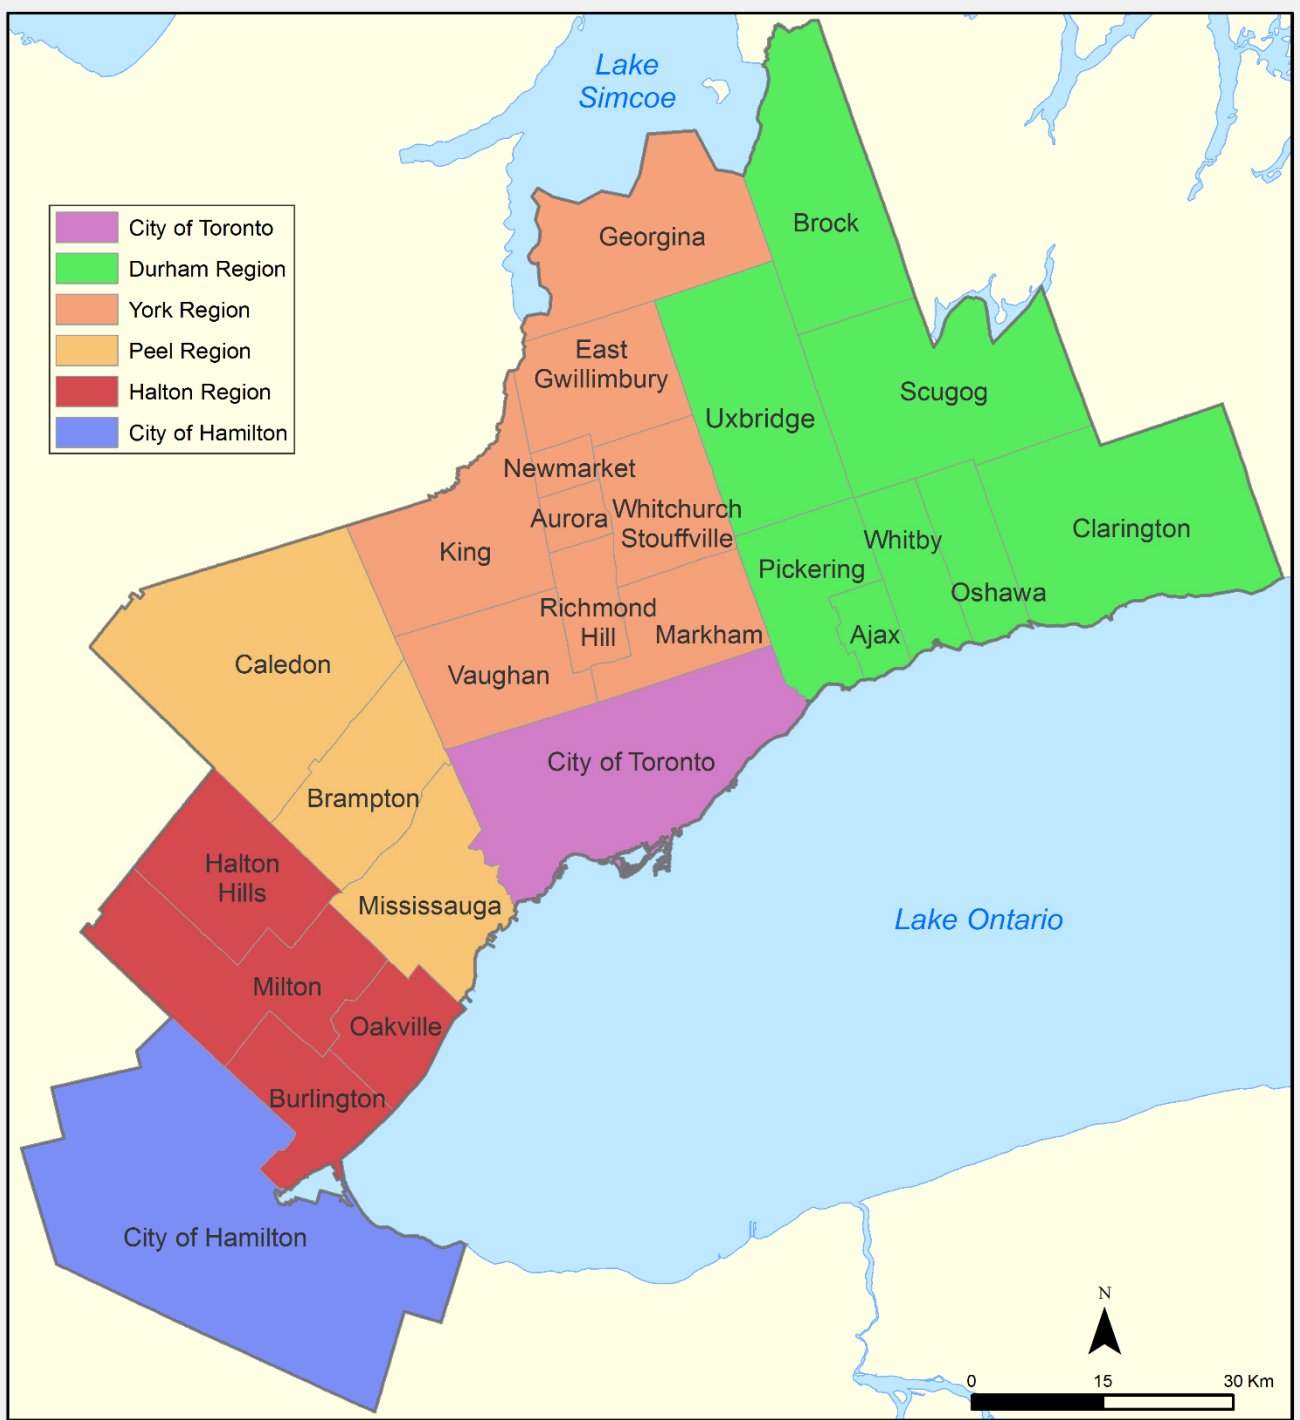 Lake
Simcoe
Brock
Georgina
City of Toronto
Durham Region
York Region
Peel Region
Halton Region
City of Hamilton
East
Gwillimbury
Scugog
Uxbridge
Newmarket
Whitchurch
Stouffville
Aurora
King
Clarington
Whitby
Pickering
Oshawa
Richmond
Hill
Markham
Ajax
Caledon
Vaughan
City of Toronto
Brampton
Halton
Hills
Mississauga
Lake Ontario
Milton
Oakville
Burlington
City of Hamilton
N
0 15 30 Km